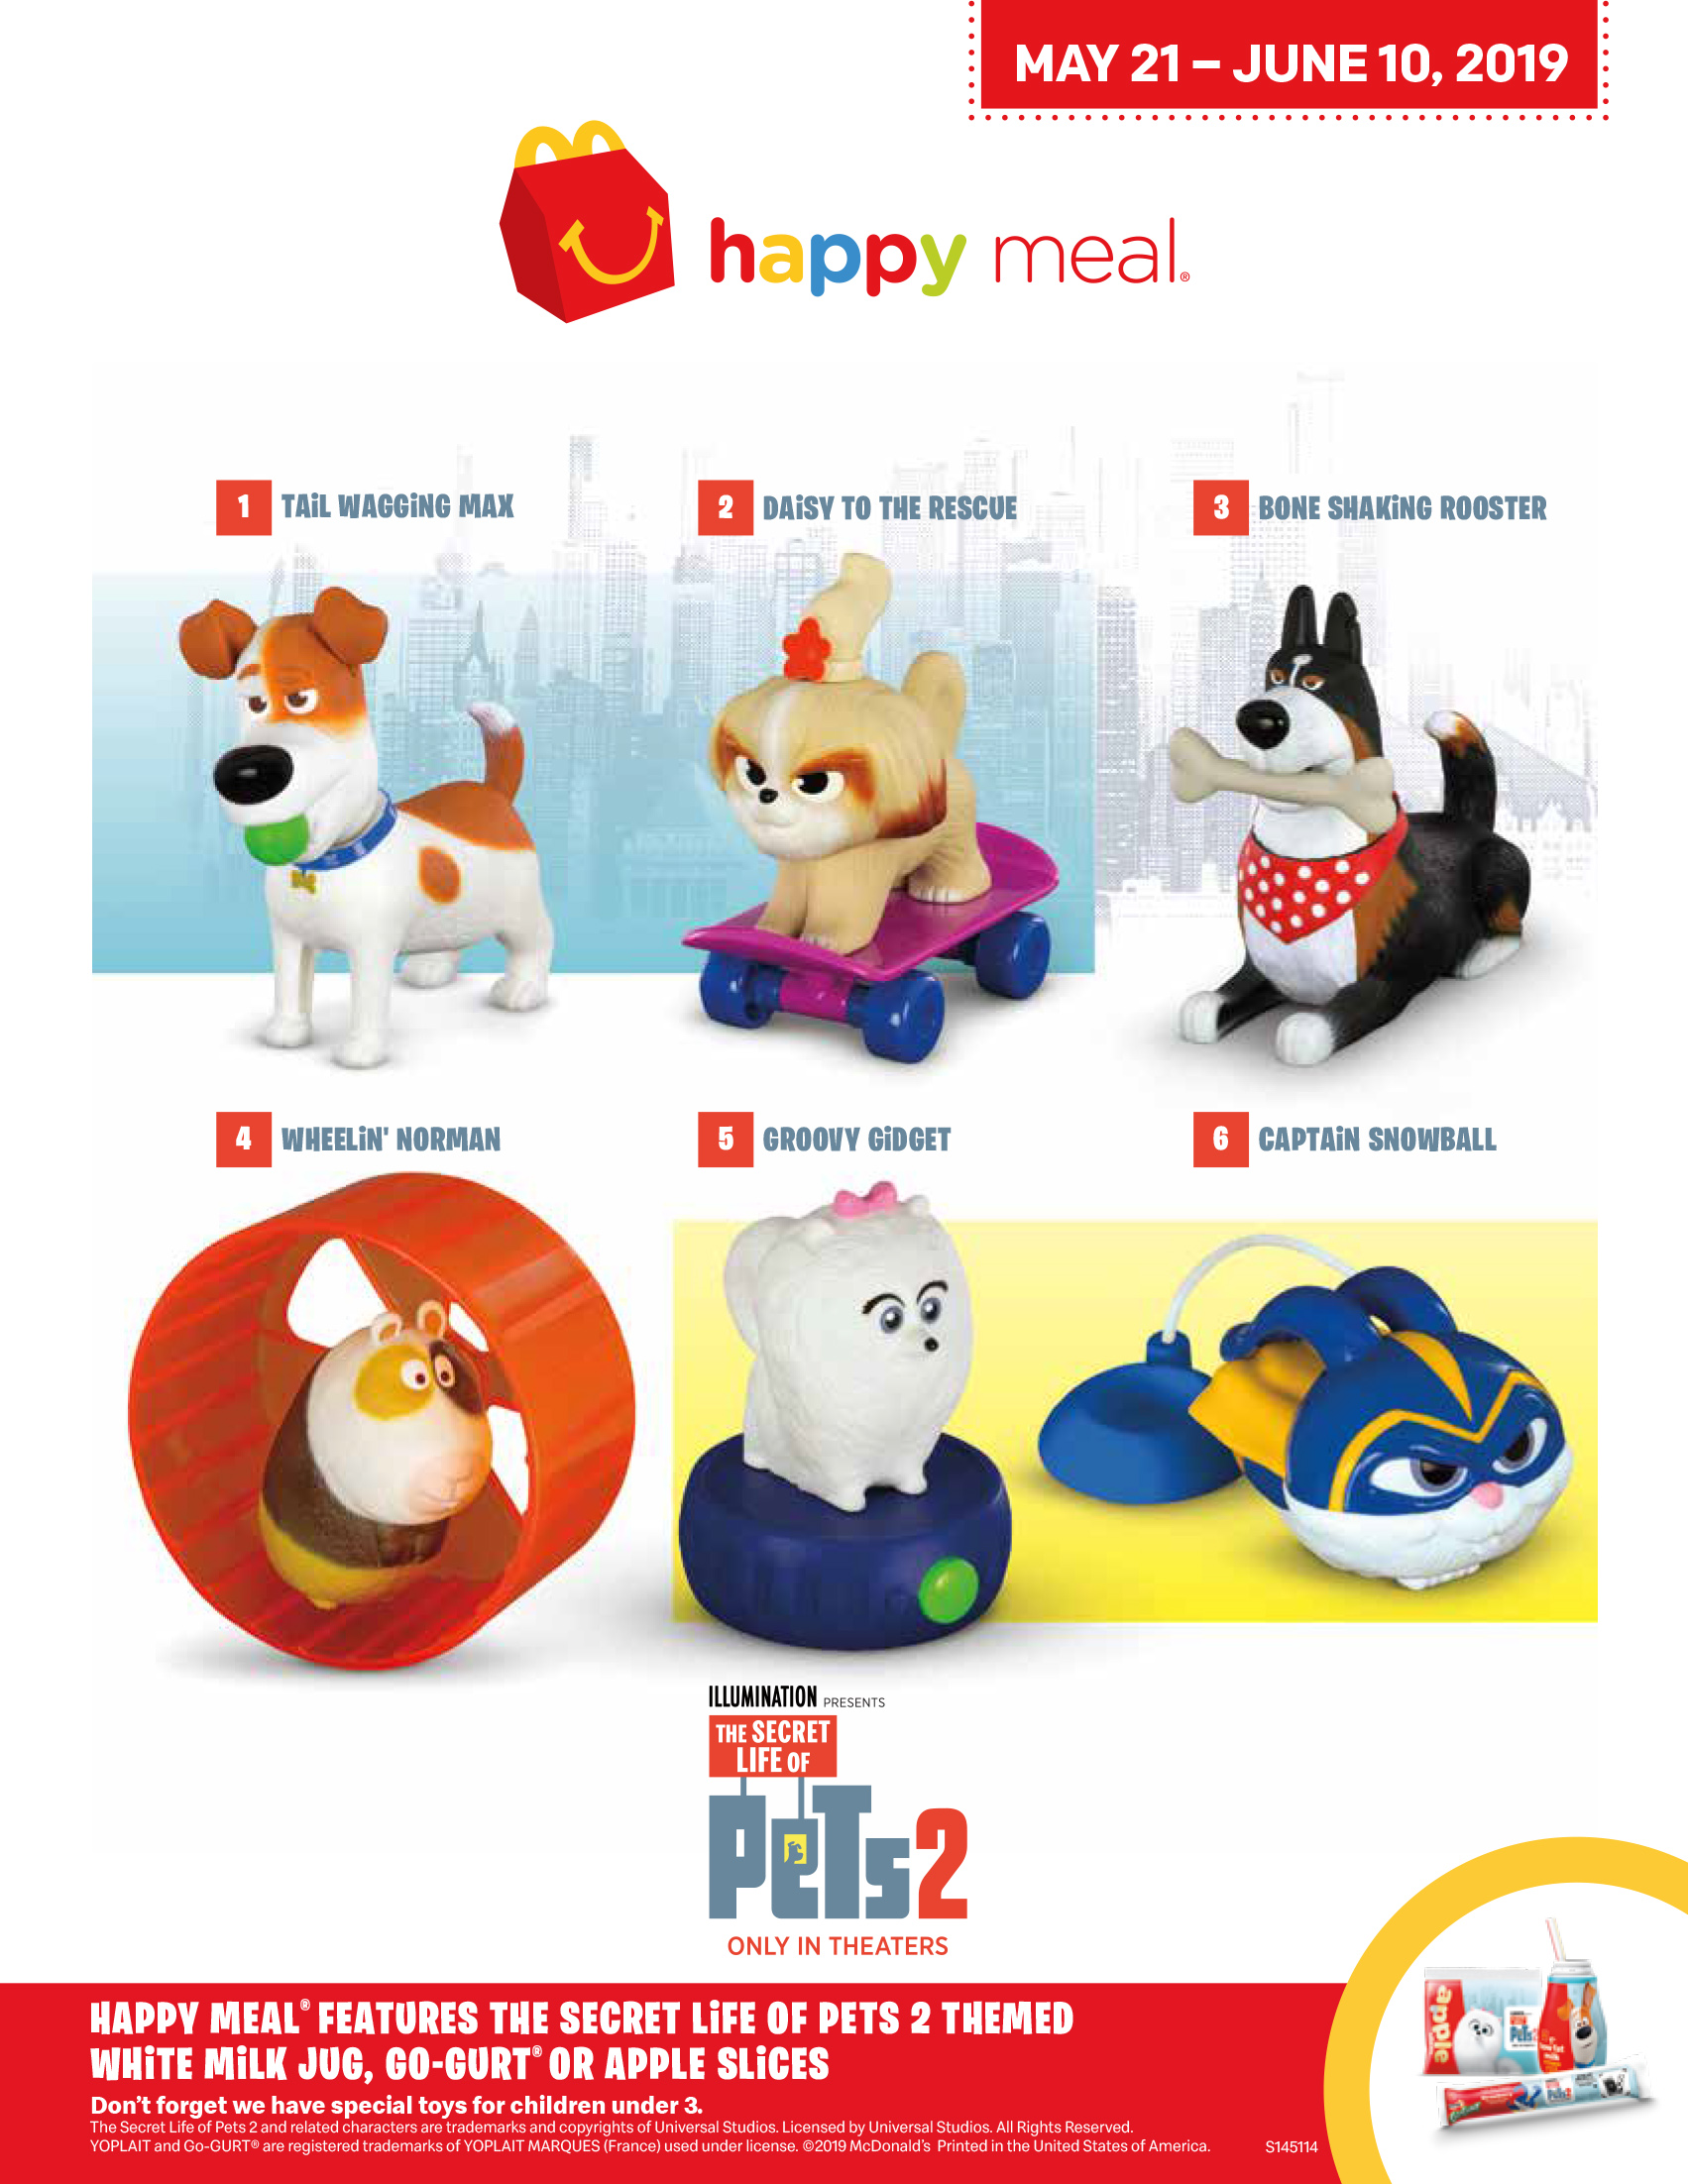 MAY 21 – JUNE 10, 2019
happy meal®
1 TAiL WAGGiNG MAX
2 DAiSY TO THE RESCUE
3 BONE SHAKiNG ROOSTER
4 WHEELiN' NORMAN
5 GROOVY GiDGET
6 CAPTAiN SNOWBALL
ILLUMINATION PRESENTS
THE SECRET
LIFE OF
PeTs2
ONLY IN THEATERS
HAPPY MEAL® FEATURES THE SECRET LiFE OF PETS 2 THEMED
WHiTE MiLK JUG, GO-GURT® OR APPLE SLiCES
Don't forget we have special toys for children under 3.
The Secret Life of Pets 2 and related characters are trademarks and copyrights of Universal Studios. Licensed by Universal Studios. All Rights Reserved.
YOPLAIT and Go-GURT® are registered trademarks of YOPLAIT MARQUES (France) used under license. ©2019 McDonald's Printed in the United States of America.
S145114
apple
PeTs2